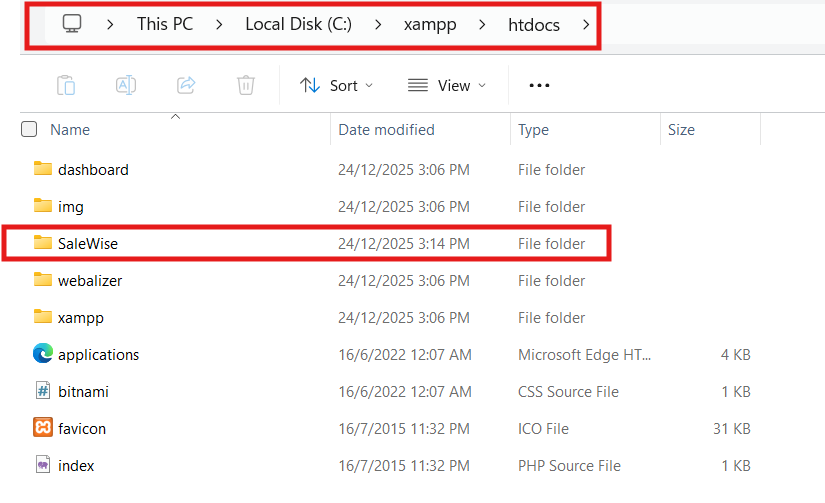 This PC > Local Disk (C:) > xampp > htdocs >
Sort View
Name Date modified Type Size
dashboard 24/12/2025 3:06 PM File folder
img 24/12/2025 3:06 PM File folder
SaleWise 24/12/2025 3:14 PM File folder
webalizer 24/12/2025 3:06 PM File folder
xampp 24/12/2025 3:06 PM File folder
applications 16/6/2022 12:07 AM Microsoft Edge HT... 4 KB
bitnami 16/6/2022 12:07 AM CSS Source File 1 KB
favicon 16/7/2015 11:32 PM ICO File 31 KB
index 16/7/2015 11:32 PM PHP Source File 1 KB